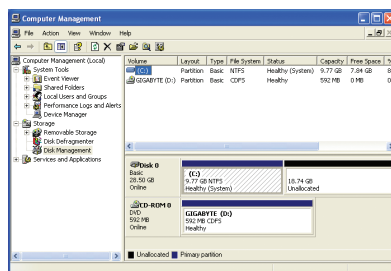 Computer Management
File Action View Window Help
Computer Management (Local)
System Tools
Event Viewer
Shared Folders
Local Users and Groups
Performance Logs and Alerts
Device Manager
Storage
Removable Storage
Disk Defragmenter
Disk Management
Services and Applications
Volume Layout Type File System Status Capacity Free Space %
(C:) Partition Basic NTFS Healthy (System) 9.77 GB 7.84 GB 8
GIGABYTE (D:) Partition Basic CDFS Healthy 592 MB 0 MB 0
Disk 0
Basic
28.50 GB
Online
(C:)
9.77 GB NTFS
Healthy (System)
18.74 GB
Unallocated
CD-ROM 0
DVD
592 MB
Online
GIGABYTE (D:)
592 MB CDFS
Healthy
Unallocated Primary partition